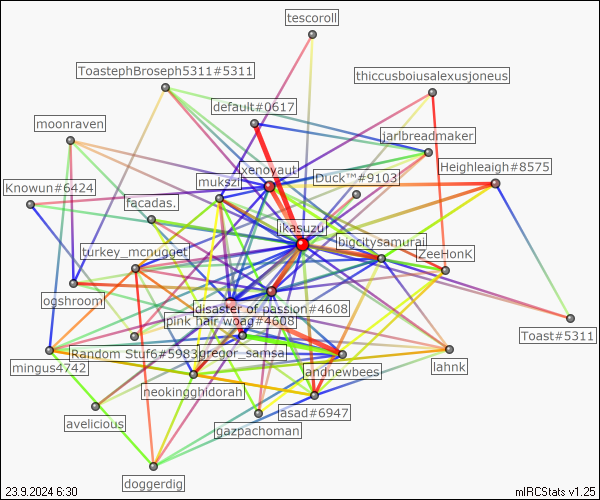 tescoroll
ToastephBroseph5311#5311
thiccusboiusalexusjoneus
default#0617
moonraven
jarlbreadmaker
xenovaut
Heighleaigh#8575
Duck™#9103
mukszi
Knowun#6424
facadas.
ikasuzu
bigcitysamurai
turkey_mcnugget
ZeeHonK
ogshroom
disaster of passion#4608
pink hair woag#4608
Toast#5311
Random Stuf6#5983
gregor_samsa
mingus4742
andnewbees
lahnk
neokingghidorah
asad#6947
avelicious
gazpachoman
doggerdig
23.9.2024 6:30
mIRCStats v1.25